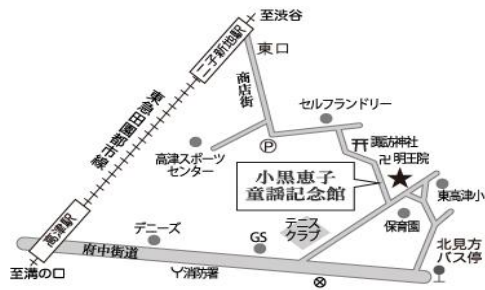 至渋谷
二子新地駅
東口
商店街
東急田園都市線
セルフランドリー
高津スポーツ
センター
P
諏訪神社
卍明王院
小黒恵子
童謡記念館
東高津小
高津駅
デニーズ
テニス
クラブ
保育園
GS
北見方
バス停
府中街道
至溝の口
消防署